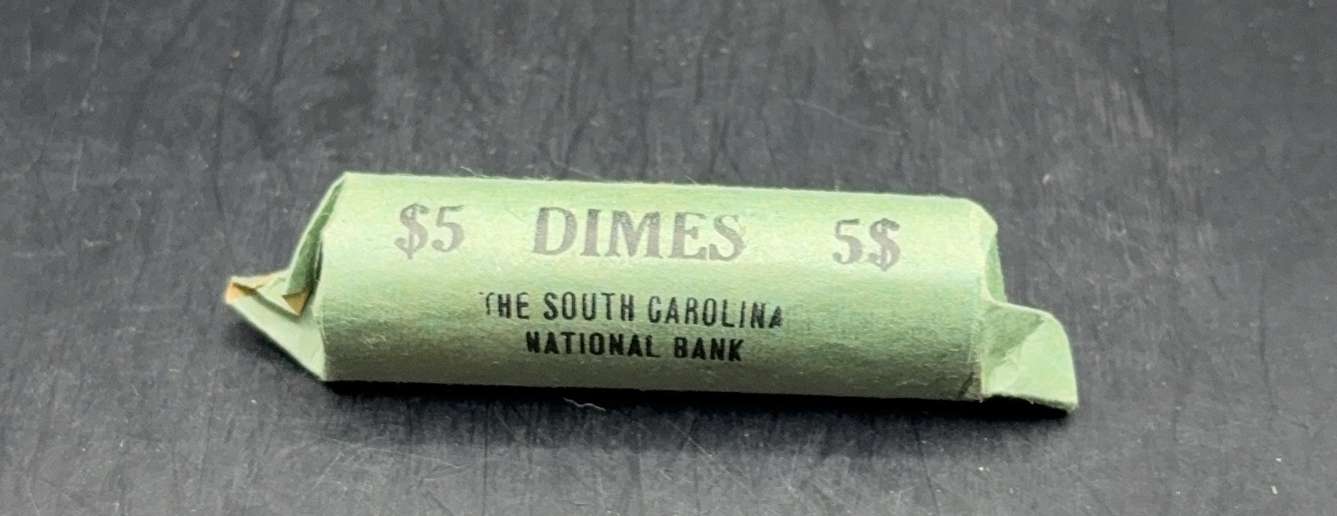 $5 DIMES 5$
THE SOUTH CAROLINA
NATIONAL BANK